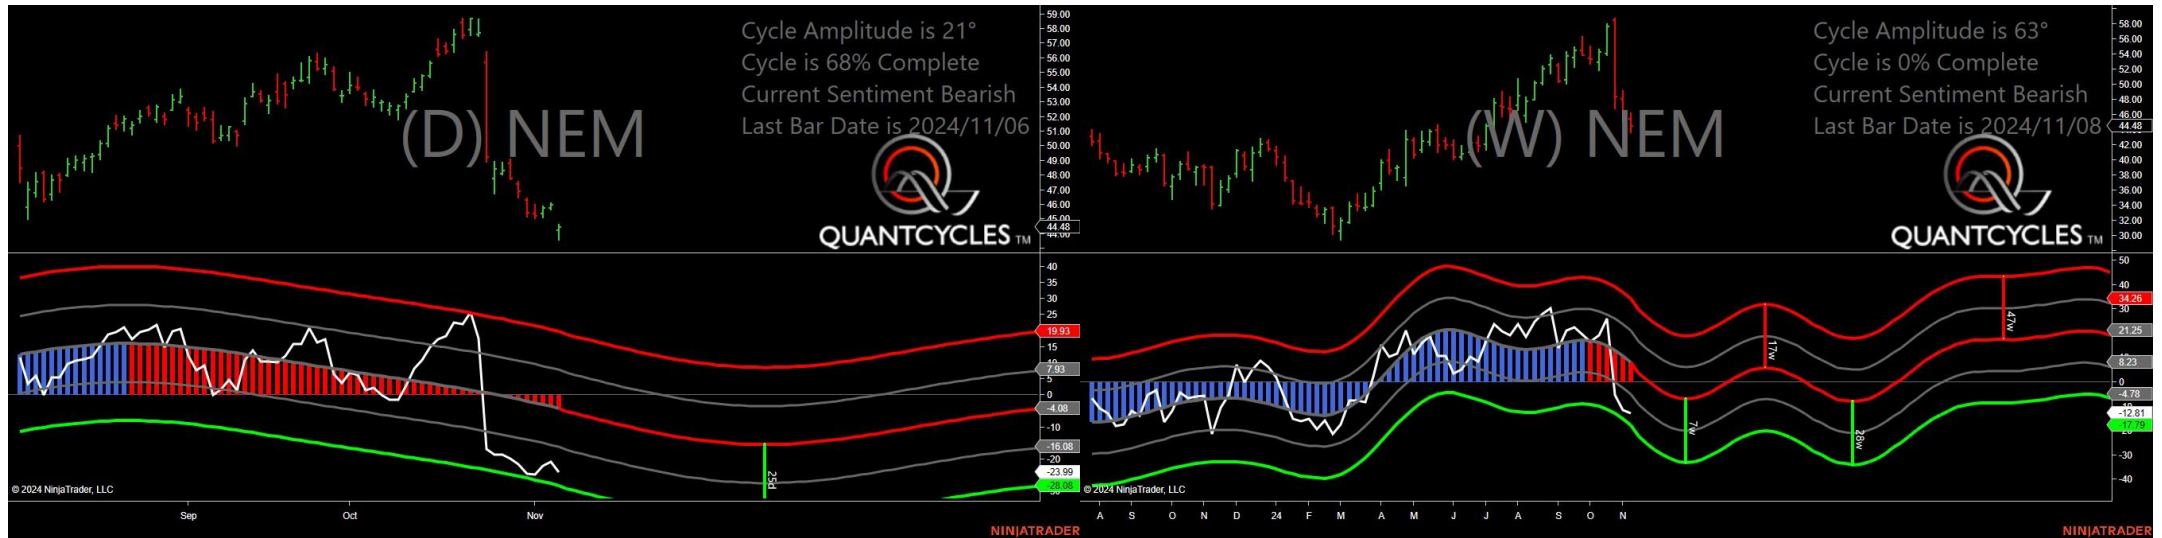 Cycle Amplitude is 21°
Cycle is 68% Complete
Current Sentiment Bearish
Last Bar Date is 2024/11/06
(D) NEM
QUANTCYCLES TM
59.00
58.00
57.00
56.00
55.00
54.00
53.00
52.00
51.00
50.00
49.00
48.00
47.00
46.00
45.00
44.48
44.00
40
35
30
25
19.93
15
10
7.93
5
0
-4.08
-10
-16.08
-20
-23.99
-28.08
25d
© 2024 NinjaTrader, LLC
Sep
Oct
Nov
NINJATRADER
Cycle Amplitude is 63°
Cycle is 0% Complete
Current Sentiment Bearish
Last Bar Date is 2024/11/08
(W) NEM
QUANTCYCLES TM
58.00
56.00
54.00
52.00
50.00
48.00
46.00
44.48
42.00
40.00
38.00
36.00
34.00
32.00
30.00
50
40
34.26
30
21.25
8.23
0
-4.78
-12.81
-17.79
-30
-40
7w
17w
28w
47w
© 2024 NinjaTrader, LLC
A S O N D 24 F M A M J J A S O N
NINJATRADER